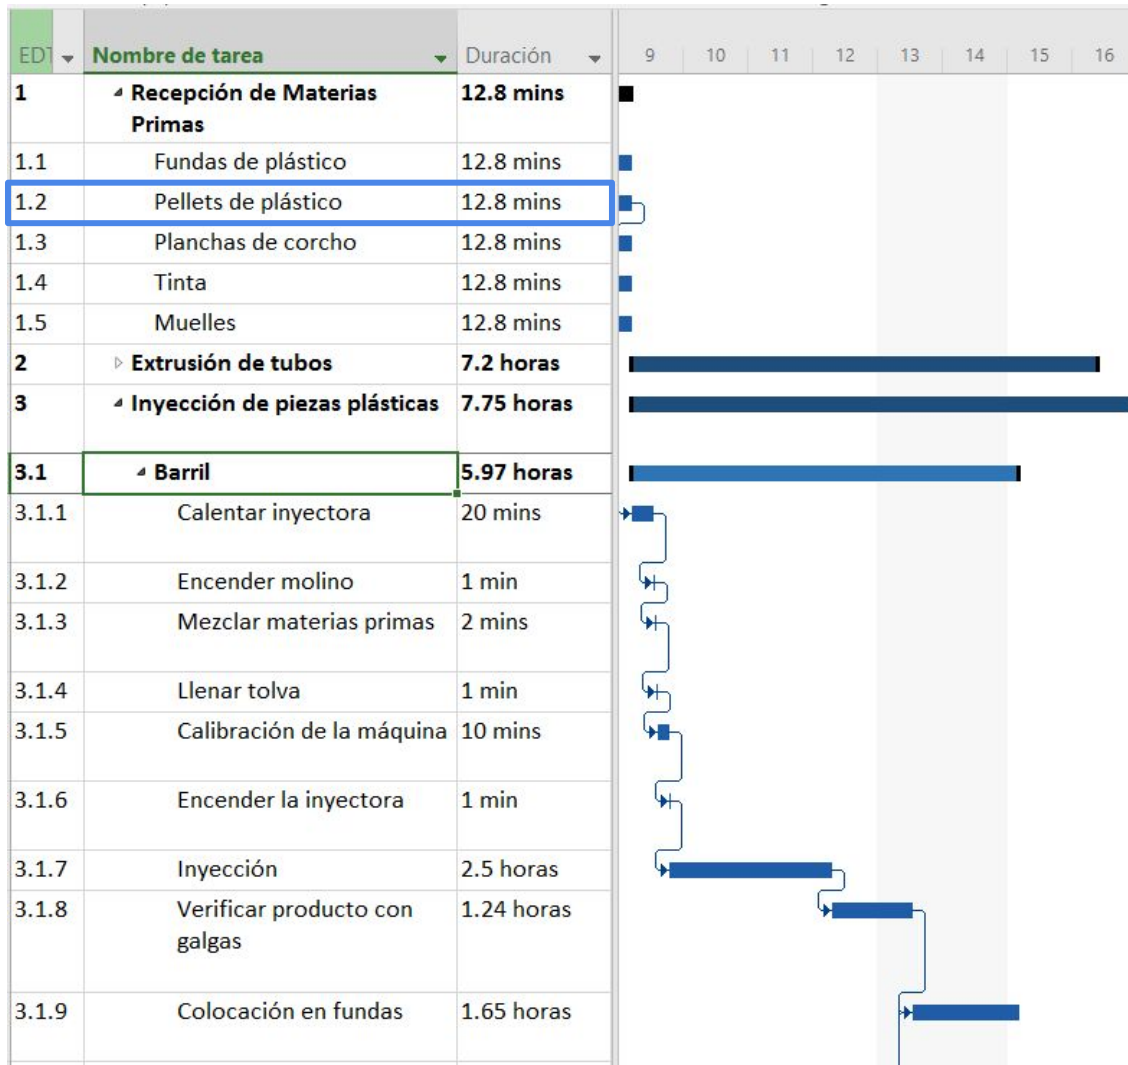 EDT Nombre de tarea Duración 9 10 11 12 13 14 15 16
1 Recepción de Materias Primas 12.8 mins
1.1 Fundas de plástico 12.8 mins
1.2 Pellets de plástico 12.8 mins
1.3 Planchas de corcho 12.8 mins
1.4 Tinta 12.8 mins
1.5 Muelles 12.8 mins
2 Extrusión de tubos 7.2 horas
3 Inyección de piezas plásticas 7.75 horas
3.1 Barril 5.97 horas
3.1.1 Calentar inyectora 20 mins
3.1.2 Encender molino 1 min
3.1.3 Mezclar materias primas 2 mins
3.1.4 Llenar tolva 1 min
3.1.5 Calibración de la máquina 10 mins
3.1.6 Encender la inyectora 1 min
3.1.7 Inyección 2.5 horas
3.1.8 Verificar producto con galgas 1.24 horas
3.1.9 Colocación en fundas 1.65 horas